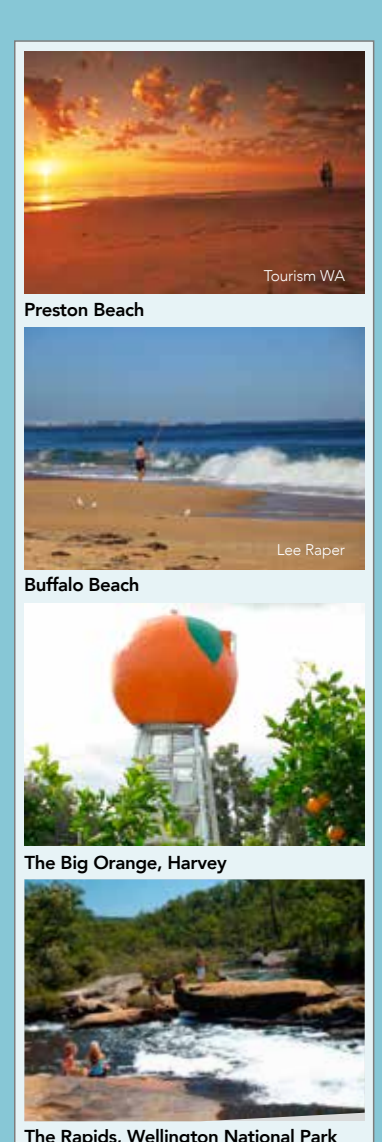 Tourism WA
Preston Beach
Lee Raper
Buffalo Beach
The Big Orange, Harvey
The Rapids, Wellington National Park